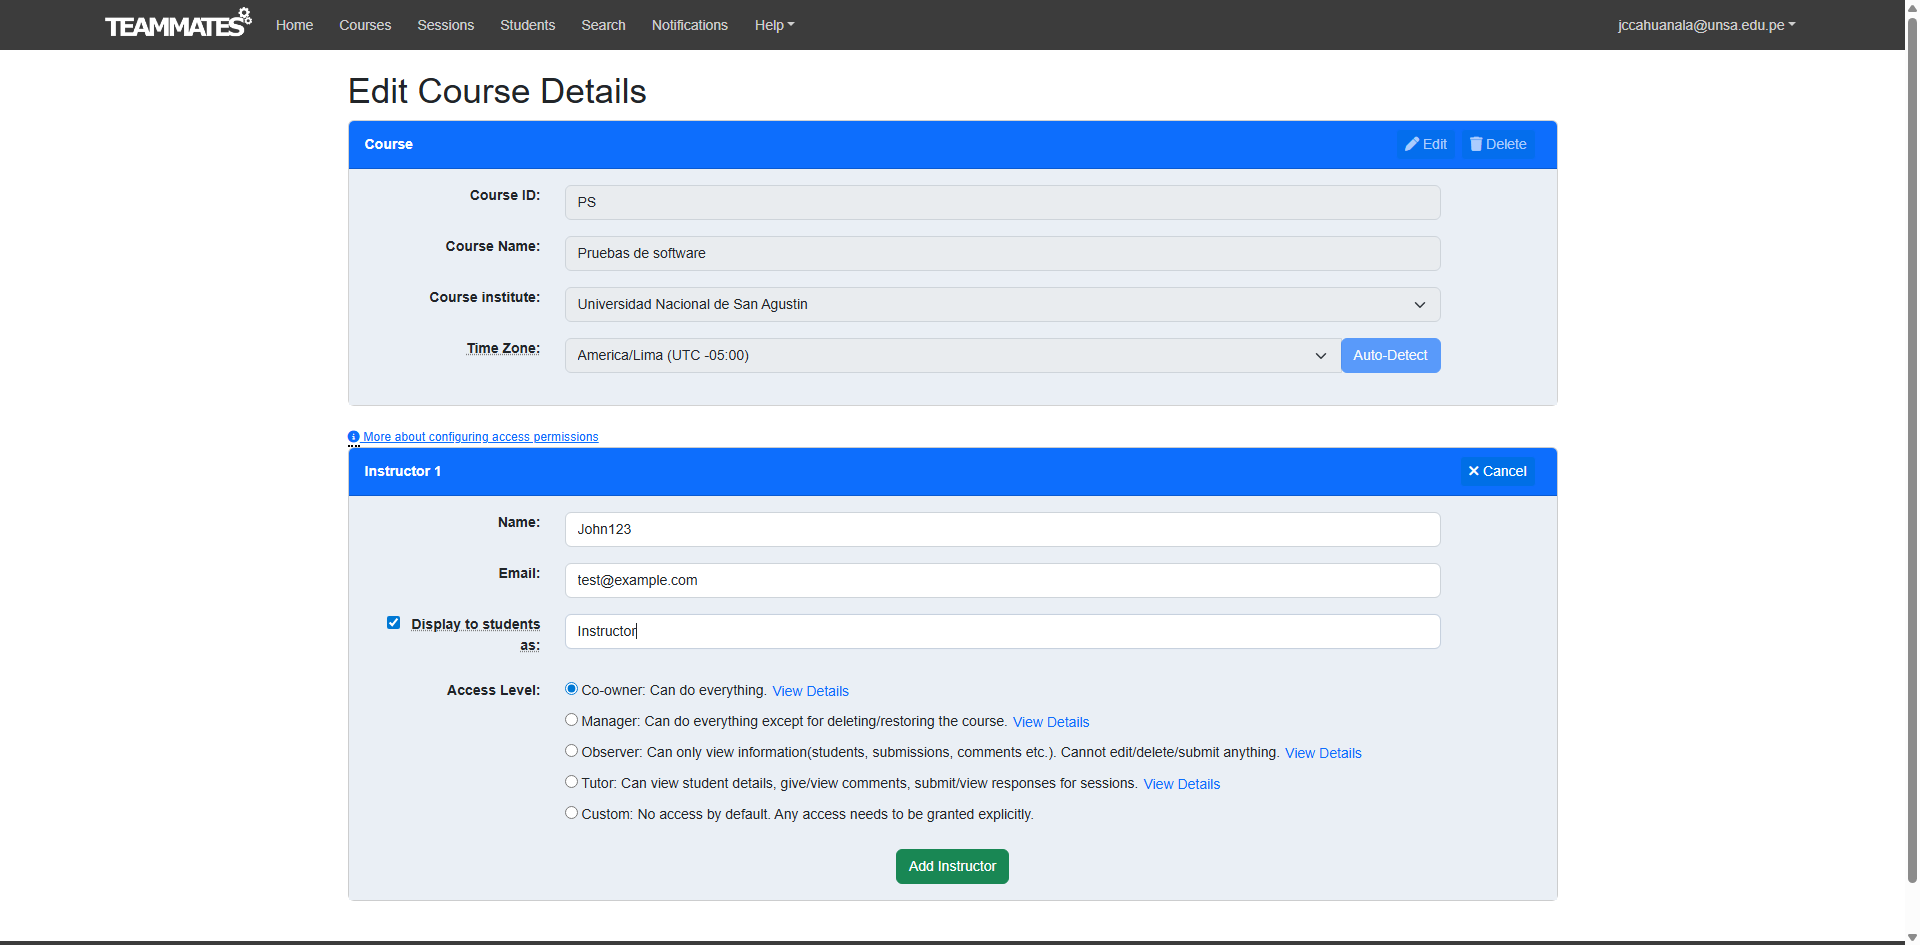 TEAMMATES Home Courses Sessions Students Search Notifications Help jccahuanala@unsa.edu.pe
Edit Course Details
Course Edit Delete
Course ID: PS
Course Name: Pruebas de software
Course institute: Universidad Nacional de San Agustin
Time Zone: America/Lima (UTC -05:00) Auto-Detect
More about configuring access permissions
Instructor 1 Cancel
Name: John123
Email: test@example.com
Display to students as: Instructor
Access Level: Co-owner: Can do everything. View Details
Manager: Can do everything except for deleting/restoring the course. View Details
Observer: Can only view information(students, submissions, comments etc.). Cannot edit/delete/submit anything. View Details
Tutor: Can view student details, give/view comments, submit/view responses for sessions. View Details
Custom: No access by default. Any access needs to be granted explicitly.
Add Instructor